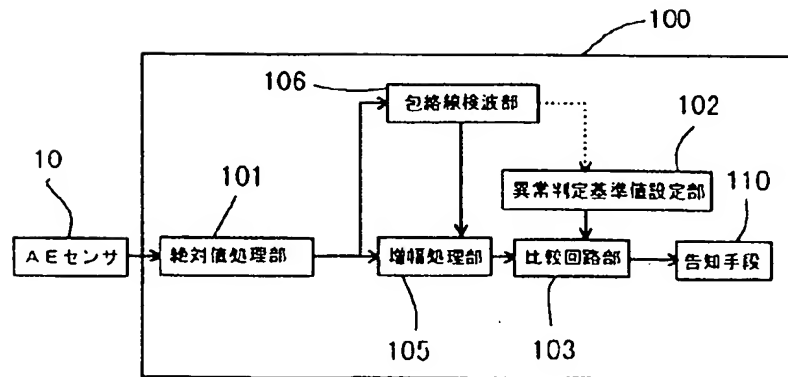 100
106
包絡線検波部
102
10
101
異常判定基準値設定部
110
AEセンサ
絶対値処理部
増幅処理部
比較回路部
告知手段
105
103